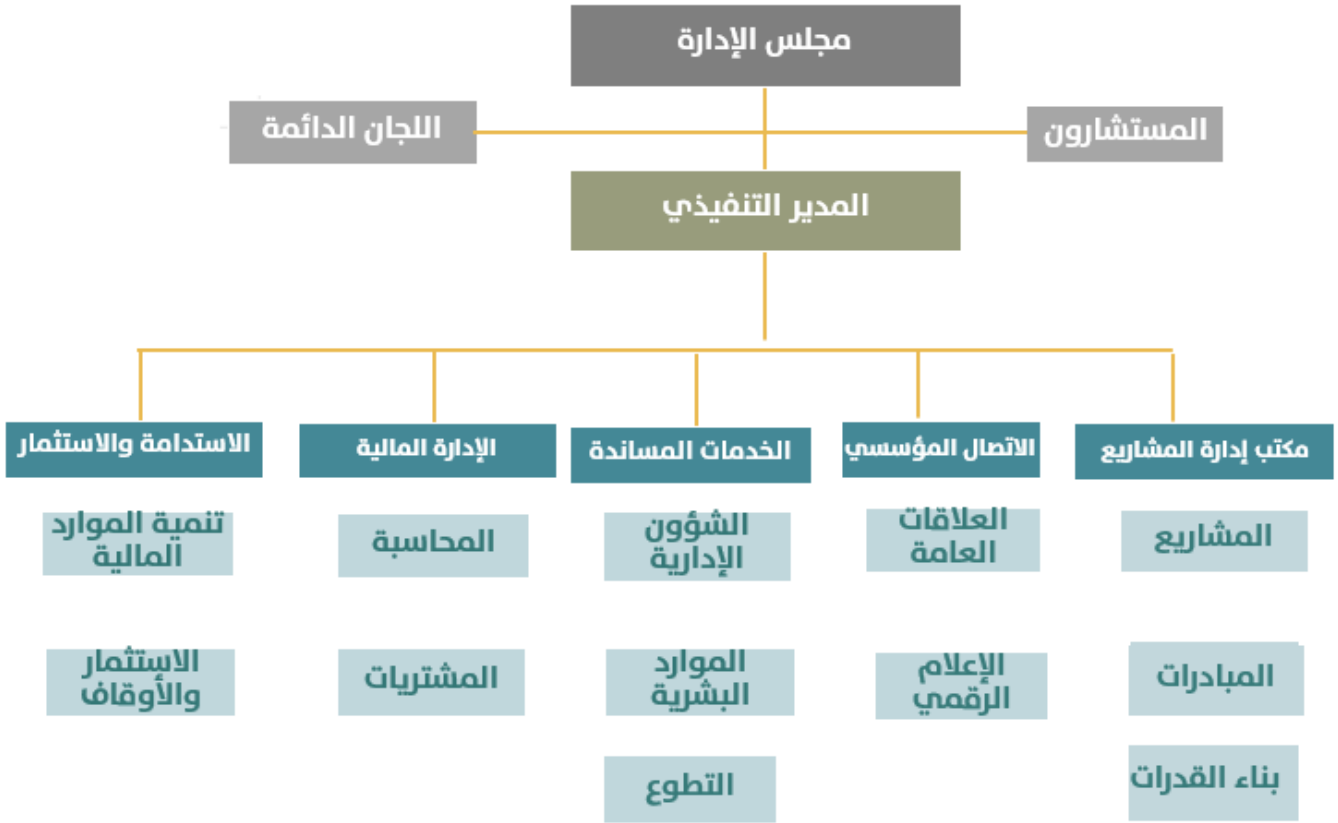 مجلس الإدارة
المستشارون
اللجان الدائمة
المدير التنفيذي
مكتب إدارة المشاريع
الاتصال المؤسسي
الخدمات المساندة
الإدارة المالية
الاستدامة والاستثمار
المشاريع
العلاقات
العامة
الشؤون
الإدارية
المحاسبة
تنمية الموارد
المالية
المبادرات
الإعلام
الرقمي
الموارد
البشرية
المشتريات
الاستثمار
والأوقاف
بناء القدرات
التطوع